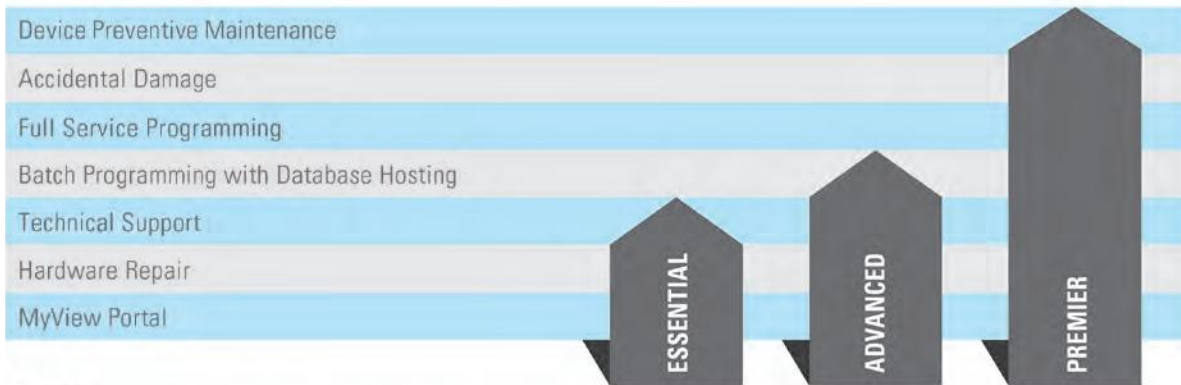 Device Preventive Maintenance
Accidental Damage
Full Service Programming
Batch Programming with Database Hosting
Technical Support
Hardware Repair
MyView Portal
ESSENTIAL
ADVANCED
PREMIER